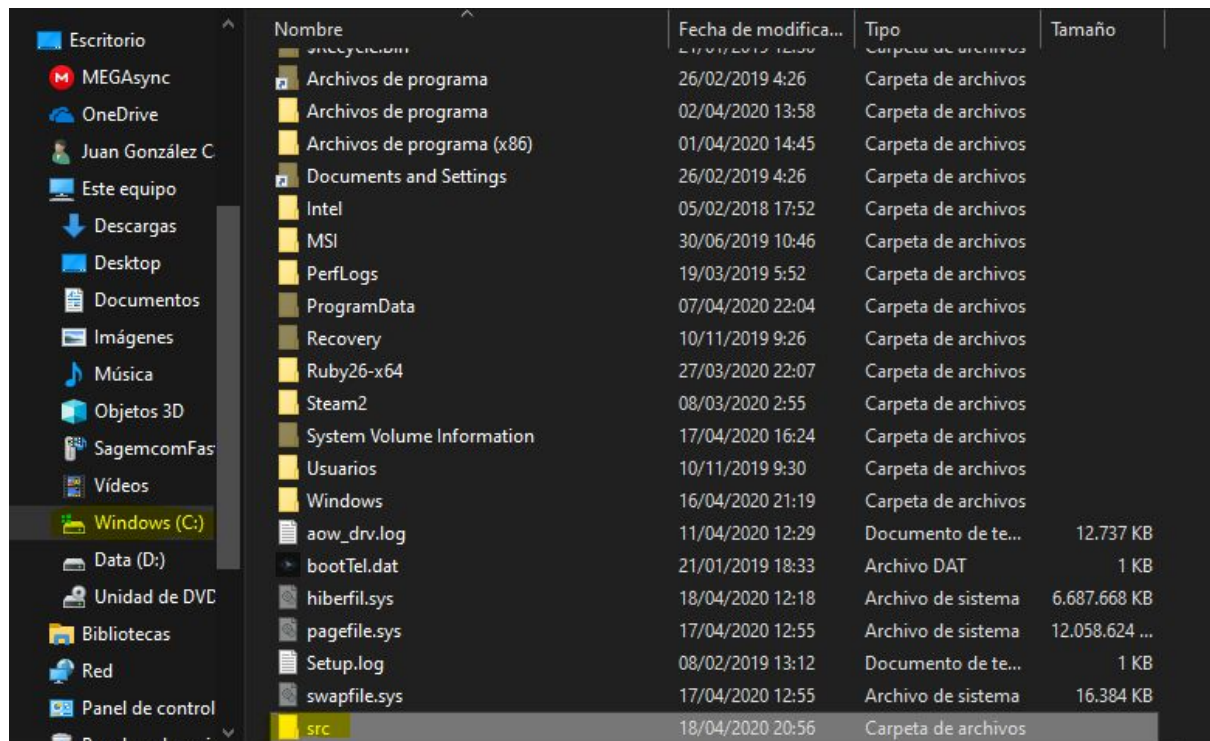 Escritorio
MEGAsync
OneDrive
Juan González C
Este equipo
Descargas
Desktop
Documentos
Imágenes
Música
Objetos 3D
SagemcomFas
Vídeos
Windows (C:)
Data (D:)
Unidad de DVD
Bibliotecas
Red
Panel de control
Nombre Fecha de modifica... Tipo Tamaño
$Recycle.Bin 21/01/2019 12:30 Carpeta de archivos
Archivos de programa 26/02/2019 4:26 Carpeta de archivos
Archivos de programa 02/04/2020 13:58 Carpeta de archivos
Archivos de programa (x86) 01/04/2020 14:45 Carpeta de archivos
Documents and Settings 26/02/2019 4:26 Carpeta de archivos
Intel 05/02/2018 17:52 Carpeta de archivos
MSI 30/06/2019 10:46 Carpeta de archivos
PerfLogs 19/03/2019 5:52 Carpeta de archivos
ProgramData 07/04/2020 22:04 Carpeta de archivos
Recovery 10/11/2019 9:26 Carpeta de archivos
Ruby26-x64 27/03/2020 22:07 Carpeta de archivos
Steam2 08/03/2020 2:55 Carpeta de archivos
System Volume Information 17/04/2020 16:24 Carpeta de archivos
Usuarios 10/11/2019 9:30 Carpeta de archivos
Windows 16/04/2020 21:19 Carpeta de archivos
aow_drv.log 11/04/2020 12:29 Documento de te... 12.737 KB
bootTel.dat 21/01/2019 18:33 Archivo DAT 1 KB
hiberfil.sys 18/04/2020 12:18 Archivo de sistema 6.687.668 KB
pagefile.sys 17/04/2020 12:55 Archivo de sistema 12.058.624 ...
Setup.log 08/02/2019 13:12 Documento de te... 1 KB
swapfile.sys 17/04/2020 12:55 Archivo de sistema 16.384 KB
src 18/04/2020 20:56 Carpeta de archivos